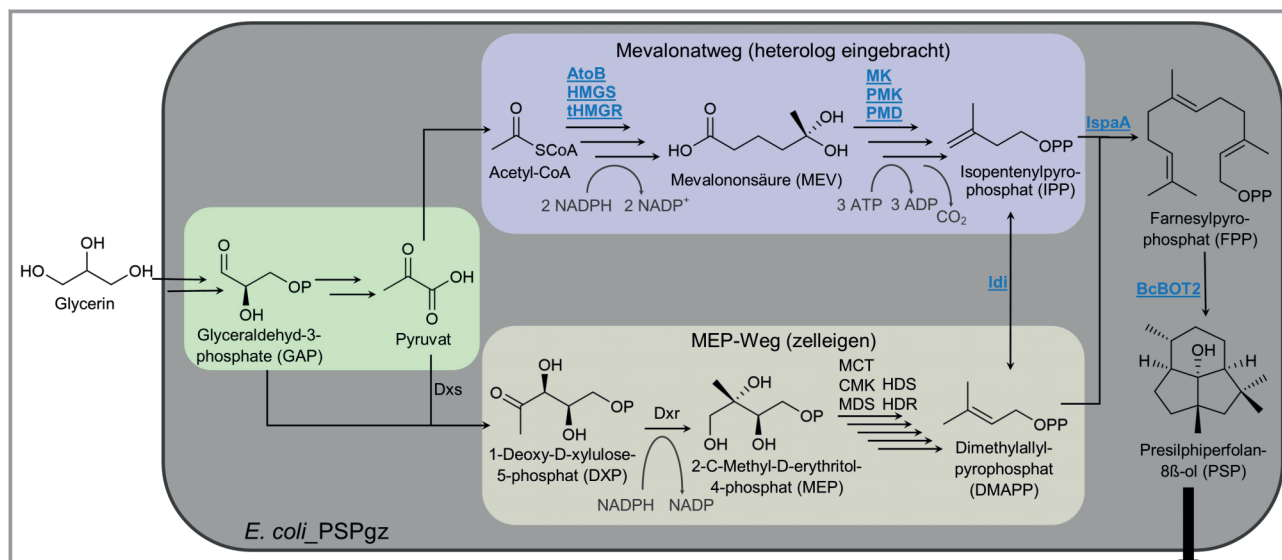 Mevalonatweg (heterolog eingebracht)
AtoB
HMGS
tHMGR
MK
PMK
PMD
IspaA
O
SCoA
Acetyl-CoA
O
HO
OH
OH
Mevalononsäure (MEV)
OPP
Isopentenylpyro-
phosphat (IPP)
2 NADPH
2 NADP⁺
3 ATP
3 ADP
CO₂
OPP
Farnesylpyro-
phosphat (FPP)
OH
HO
OH
Glycerin
O
OP
OH
Glyceraldehyd-3-
phosphate (GAP)
O
OH
O
Pyruvat
Idi
BcBOT2
Dxs
MEP-Weg (zelleigen)
OH
O
OP
OH
1-Deoxy-D-xylulose-
5-phosphat (DXP)
Dxr
NADPH
NADP
OH
OP
OH
OH
2-C-Methyl-D-erythritol-
4-phosphat (MEP)
MCT
CMK HDS
MDS HDR
OPP
Dimethylallyl-
pyrophosphat
(DMAPP)
H
OH
H
Presilphiperfolan-
8ß-ol (PSP)
E. coli_PSPgz